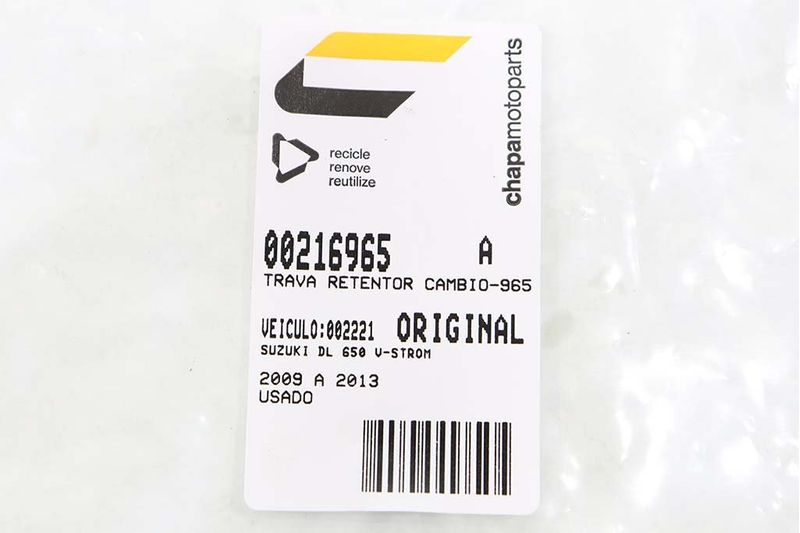 chapamotoparts
recicle
renove
reutilize
00216965 A
TRAVA RETENTOR CAMBIO-965
VEICULO:002221 ORIGINAL
SUZUKI DL 650 V-STROM
2009 A 2013
USADO